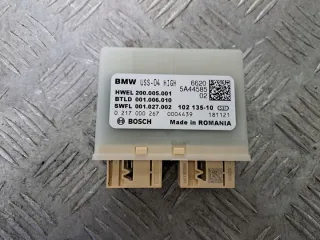 BMW USS-04 HIGH 6620
HWEL 200.005.001 5A44585
BTLD 001.006.010 02
SWFL 001.027.002 102 135-10
0 217 000 267 0004439 181121
BOSCH Made in ROMANIA